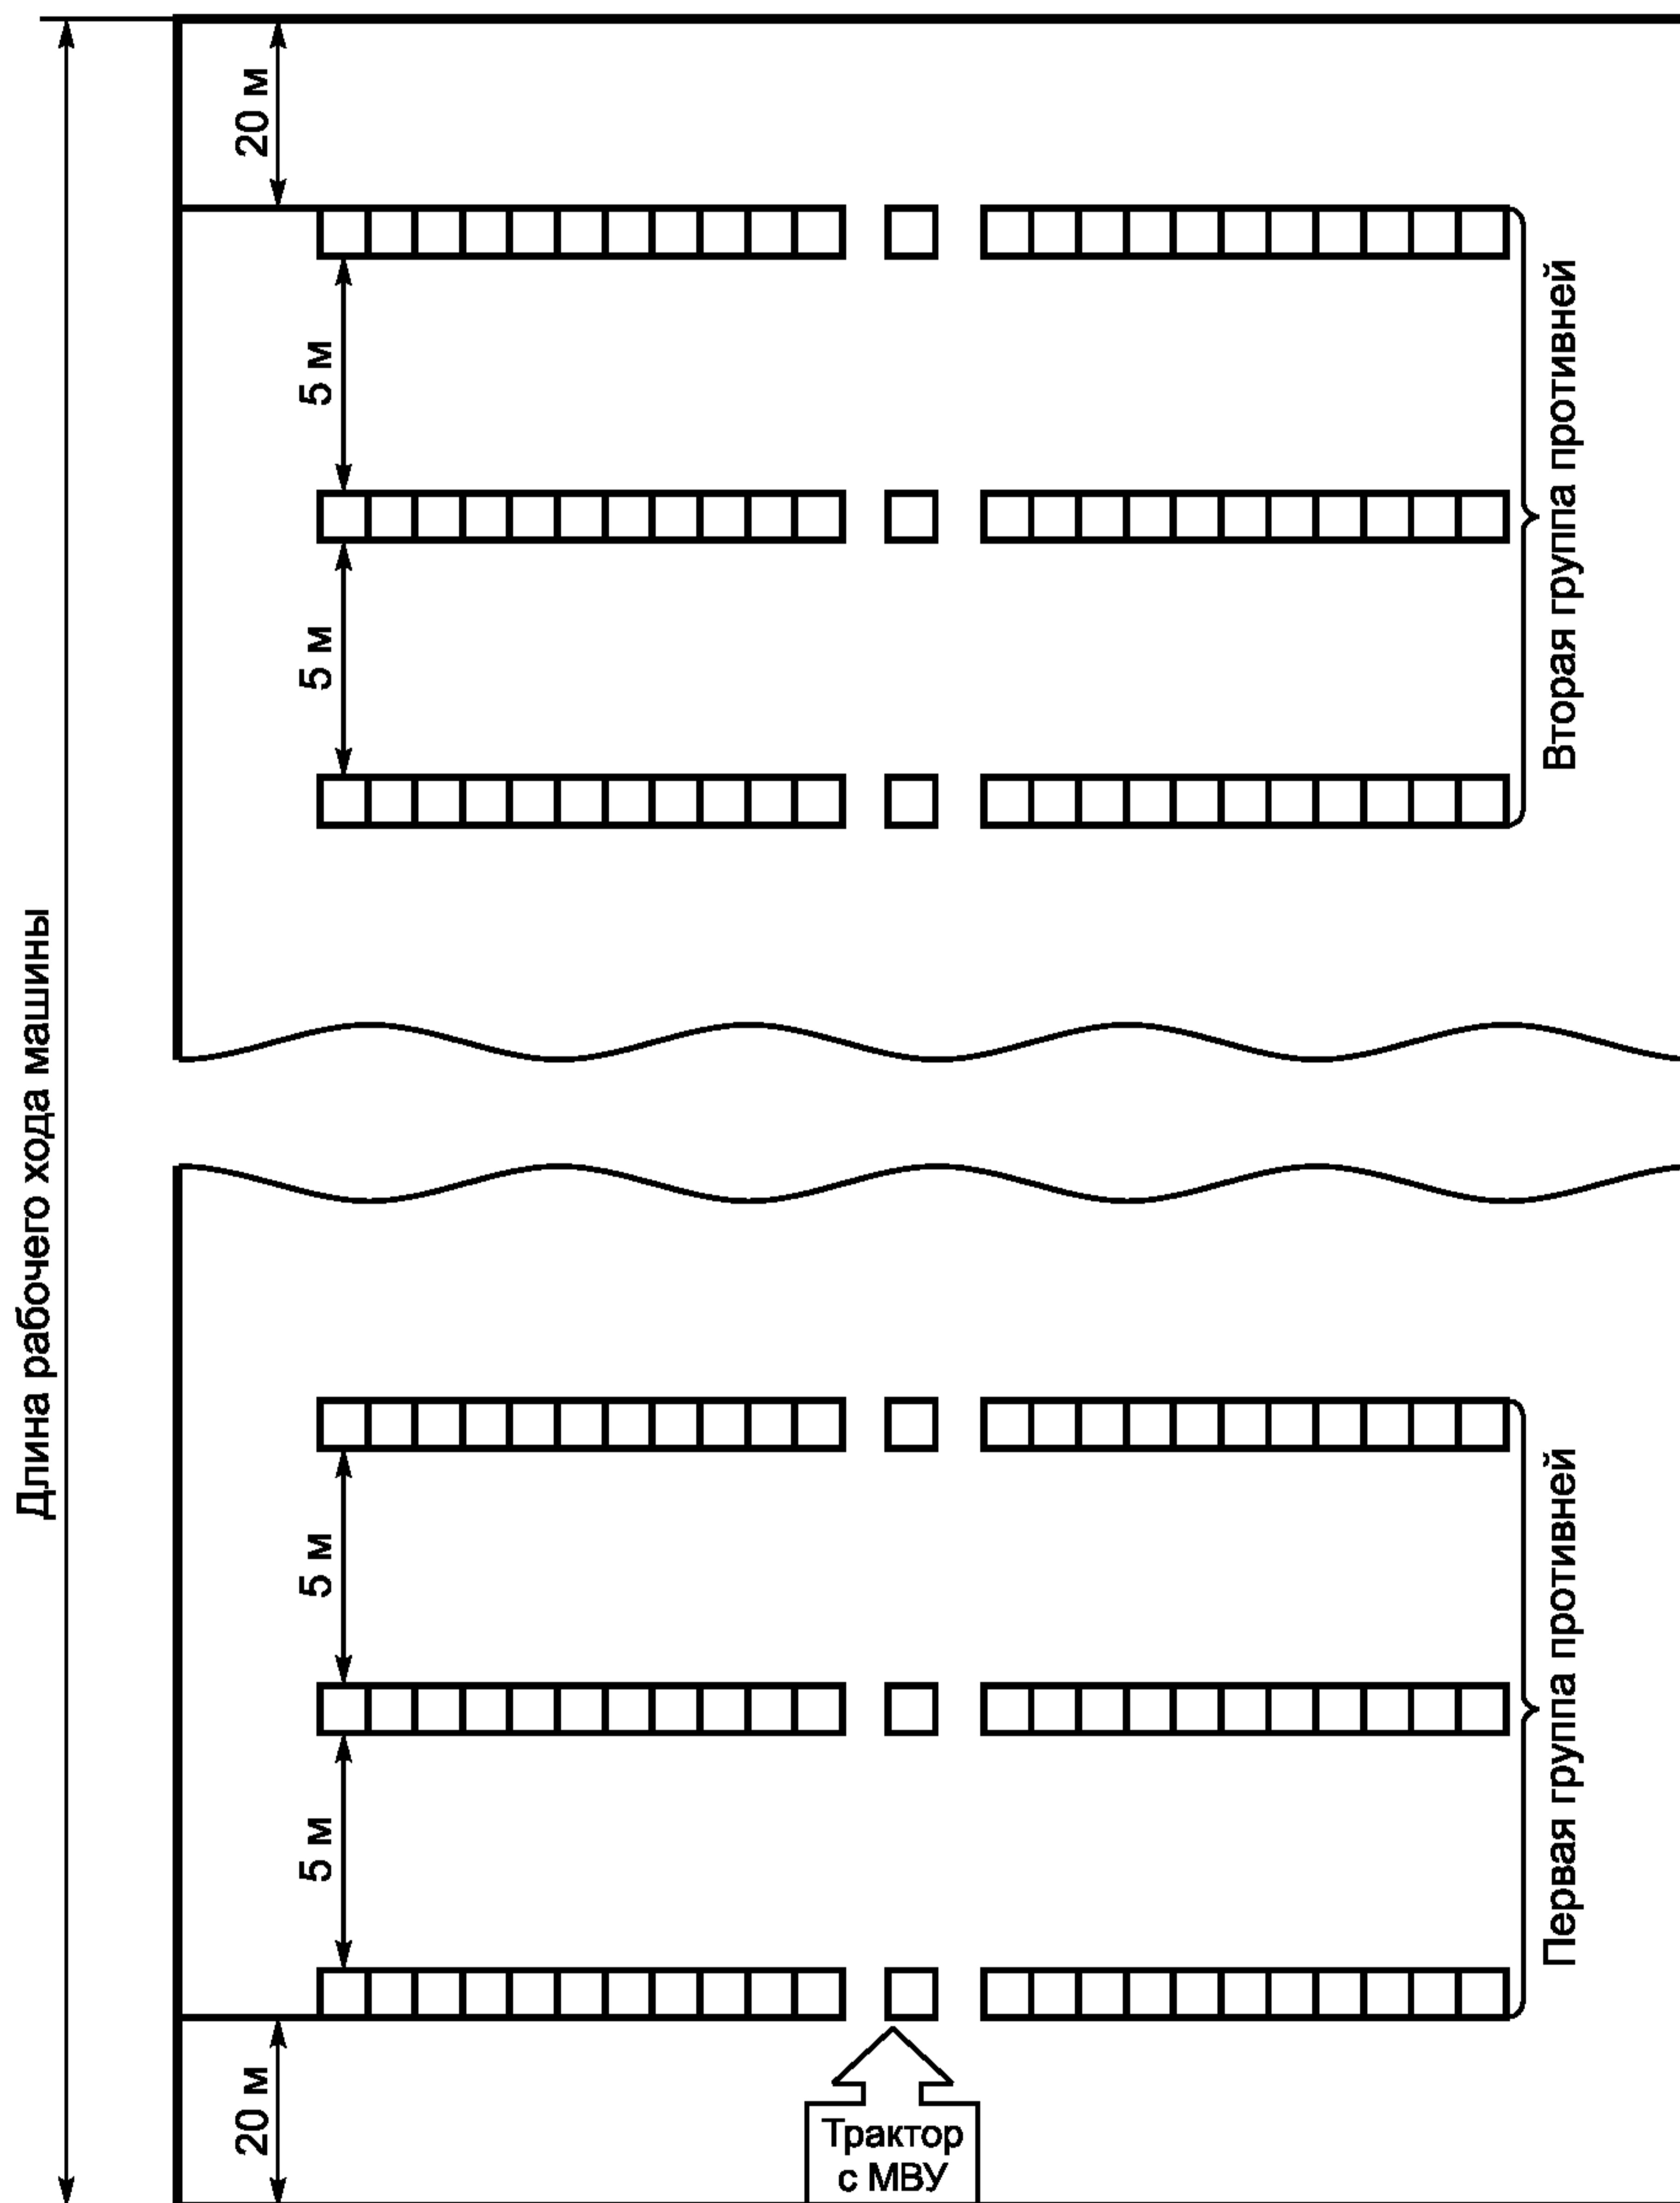 20 м
5 м
5 м
Вторая группа противней
Длина рабочего хода машины
5 м
5 м
Первая группа противней
20 м
Трактор
с МВУ